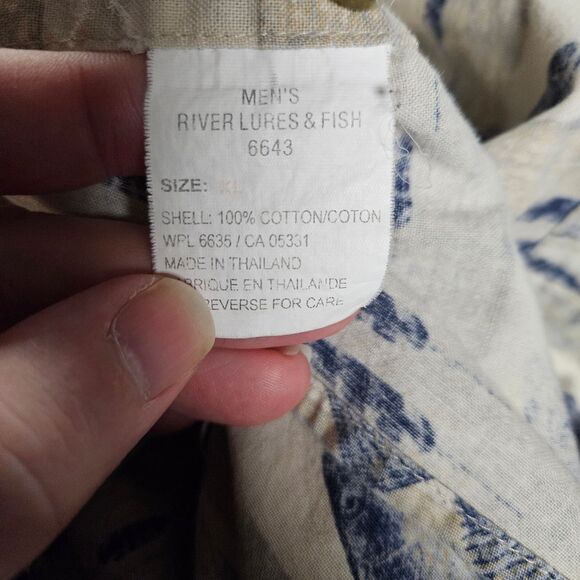 MEN'S
RIVER LURES & FISH
6643
SIZE: XL
SHELL: 100% COTTON/COTON
WPL 6635 / CA 05331
MADE IN THAILAND
BRIQUE EN THAILANDE
REVERSE FOR CARE